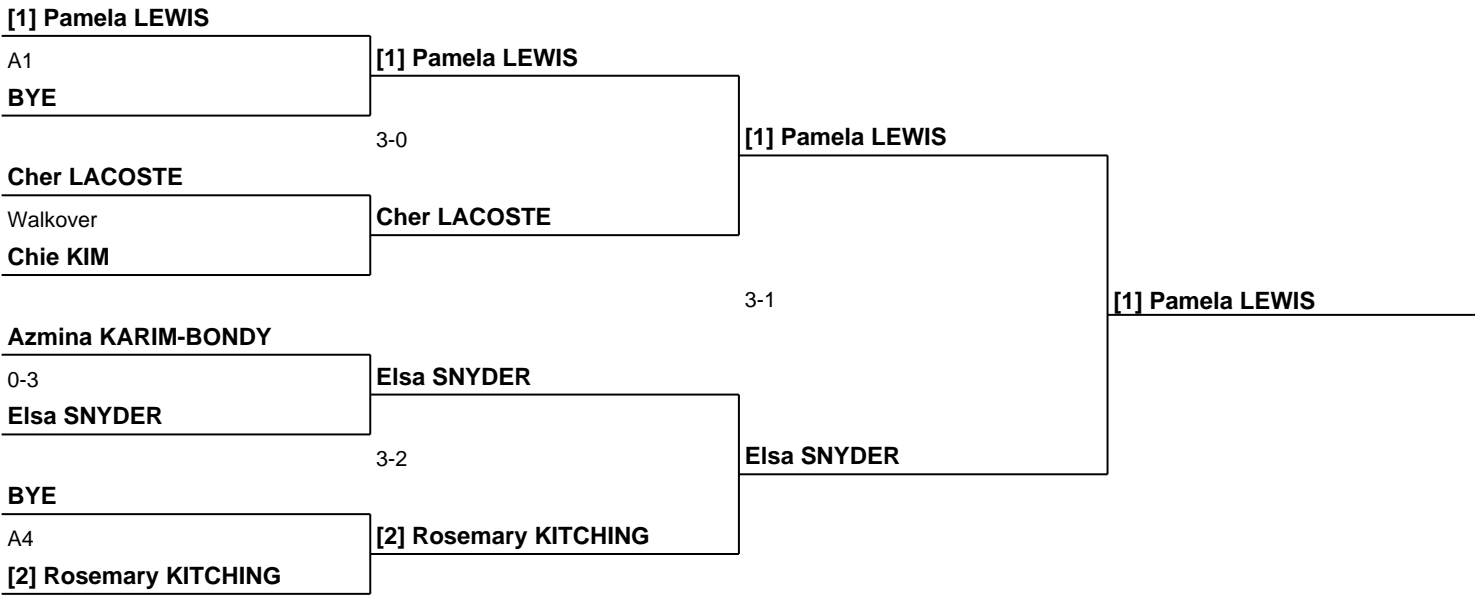 [1] Pamela LEWIS
A1
[1] Pamela LEWIS
BYE
3-0
[1] Pamela LEWIS
Cher LACOSTE
Walkover
Cher LACOSTE
Chie KIM
3-1
[1] Pamela LEWIS
Azmina KARIM-BONDY
0-3
Elsa SNYDER
Elsa SNYDER
3-2
Elsa SNYDER
BYE
A4
[2] Rosemary KITCHING
[2] Rosemary KITCHING